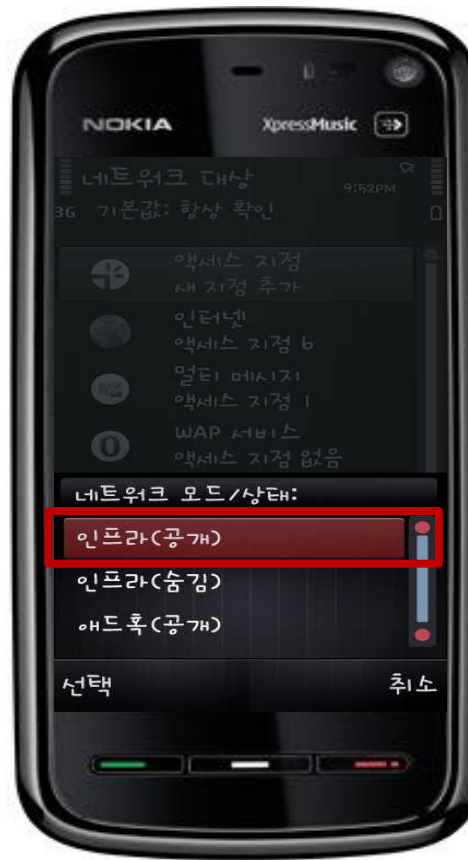 NOKIA XpressMusic
네트워크 대상
9:52PM
3G 기본값: 항상 확인
액세스 지점
새 지점 추가
인터넷
액세스 지점 6
멀티 메시지
액세스 지점 1
WAP 서비스
액세스 지점 없음
네트워크 모드/상태:
인프라(공개)
인프라(숨김)
애드혹(공개)
선택 취소